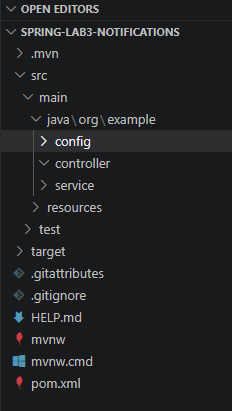 OPEN EDITORS
SPRING-LAB3-NOTIFICATIONS
.mvn
src
main
java\org\example
config
controller
service
resources
test
target
.gitattributes
.gitignore
HELP.md
mvnw
mvnw.cmd
pom.xml